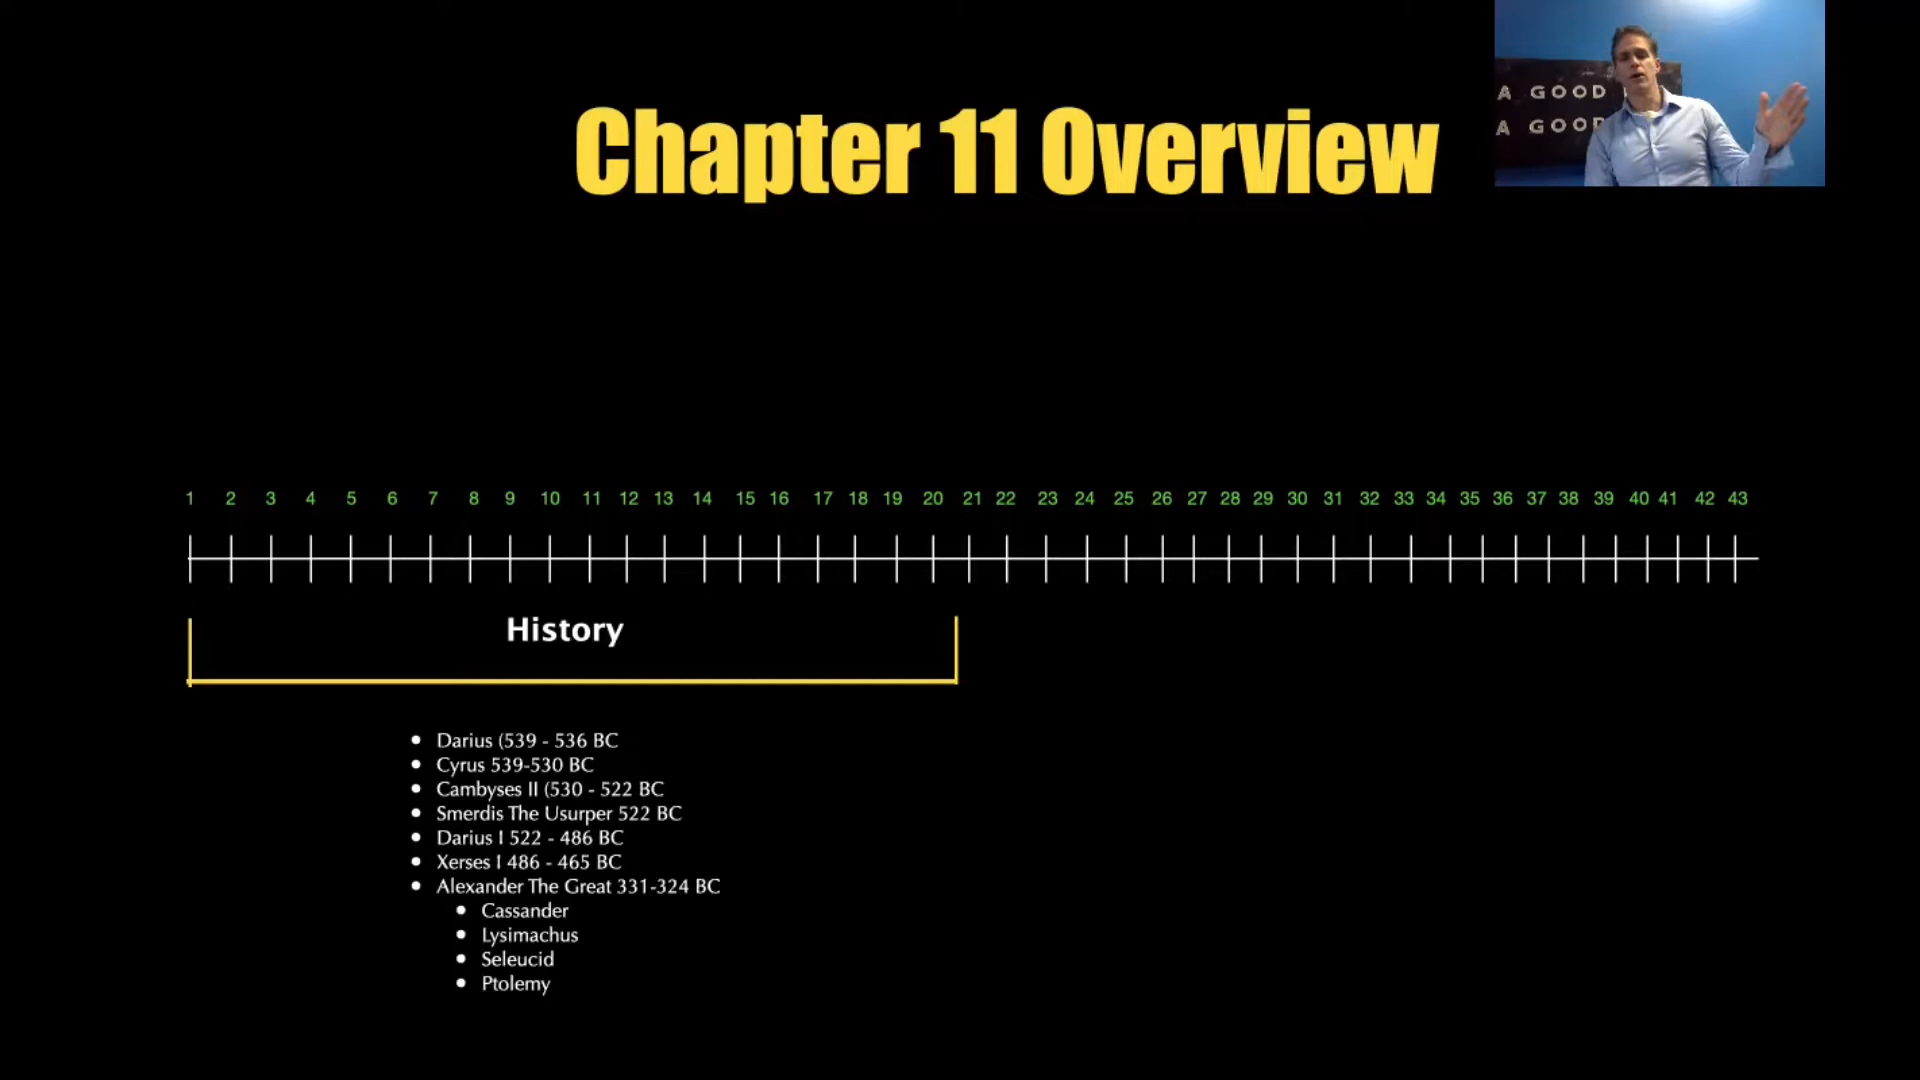 Chapter 11 Overview
A GOOD
A GOOD
1 2 3 4 5 6 7 8 9 10 11 12 13 14 15 16 17 18 19 20 21 22 23 24 25 26 27 28 29 30 31 32 33 34 35 36 37 38 39 40 41 42 43
History
• Darius (539 - 536 BC
• Cyrus 539-530 BC
• Cambyses II (530 - 522 BC
• Smerdis The Usurper 522 BC
• Darius I 522 - 486 BC
• Xerses I 486 - 465 BC
• Alexander The Great 331-324 BC
• Cassander
• Lysimachus
• Seleucid
• Ptolemy